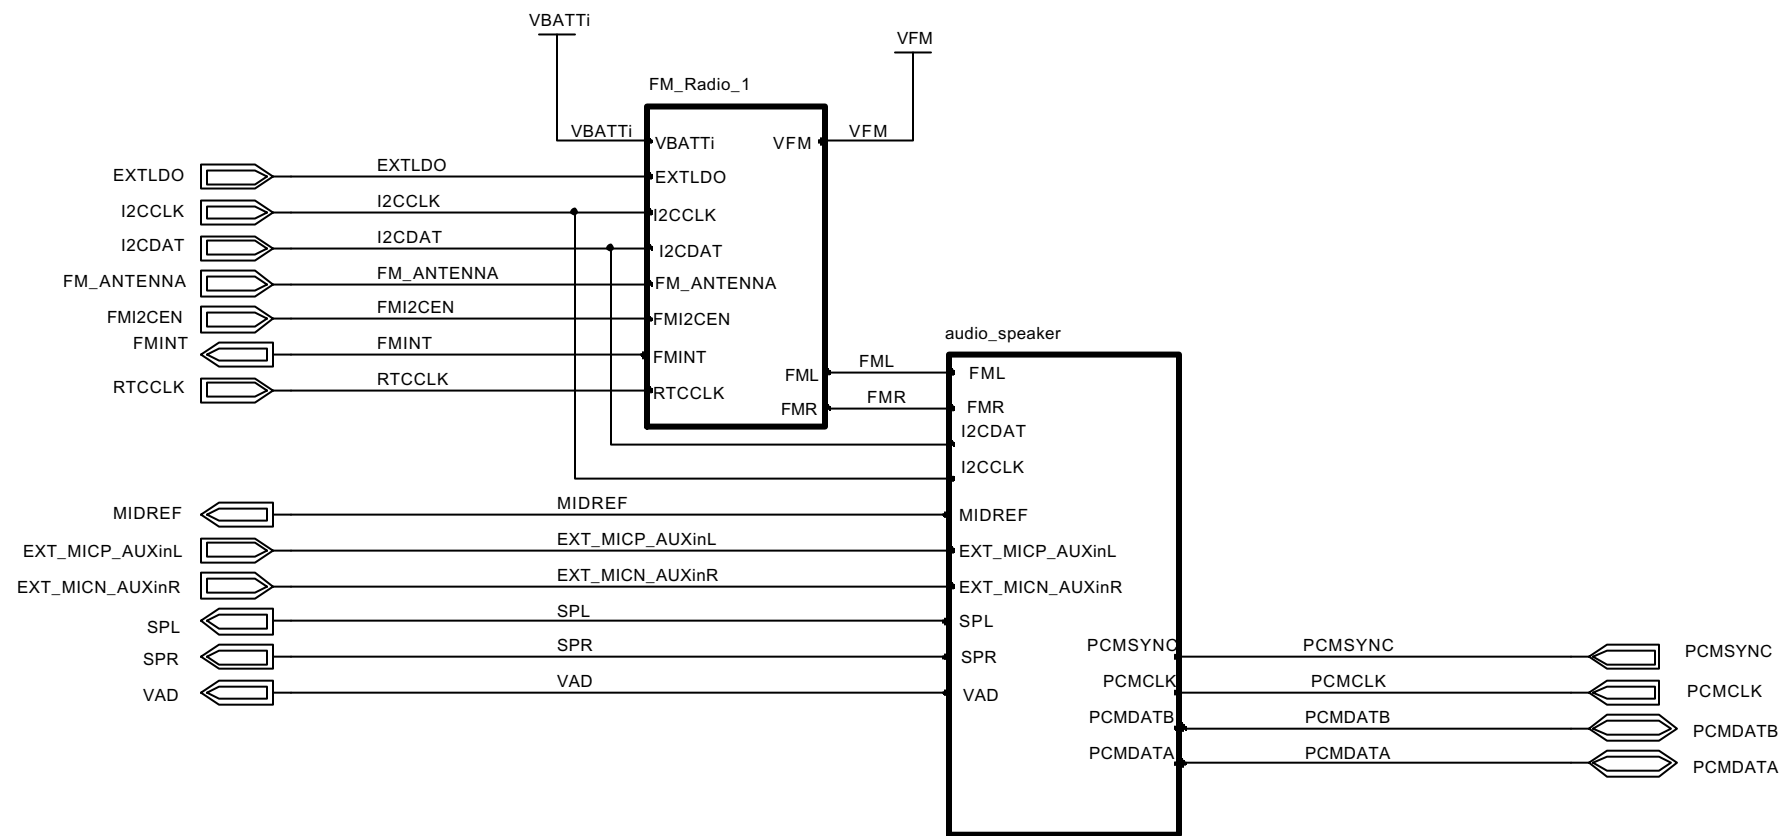 VBATTi
VFM
FM_Radio_1
VBATTi
VBATTi
VFM
VFM
EXTLDO
EXTLDO
EXTLDO
I2CCLK
I2CCLK
I2CCLK
I2CDAT
I2CDAT
I2CDAT
FM_ANTENNA
FM_ANTENNA
FM_ANTENNA
FMI2CEN
FMI2CEN
FMI2CEN
FMINT
FMINT
FMINT
RTCCLK
RTCCLK
RTCCLK
audio_speaker
FML
FML
FML
FMR
FMR
FMR
I2CDAT
I2CCLK
MIDREF
MIDREF
MIDREF
EXT_MICP_AUXinL
EXT_MICP_AUXinL
EXT_MICP_AUXinL
EXT_MICN_AUXinR
EXT_MICN_AUXinR
EXT_MICN_AUXinR
SPL
SPL
SPL
SPR
SPR
SPR
PCMSYNC
PCMSYNC
PCMSYNC
VAD
VAD
VAD
PCMCLK
PCMCLK
PCMCLK
PCMDATB
PCMDATB
PCMDATB
PCMDATA
PCMDATA
PCMDATA